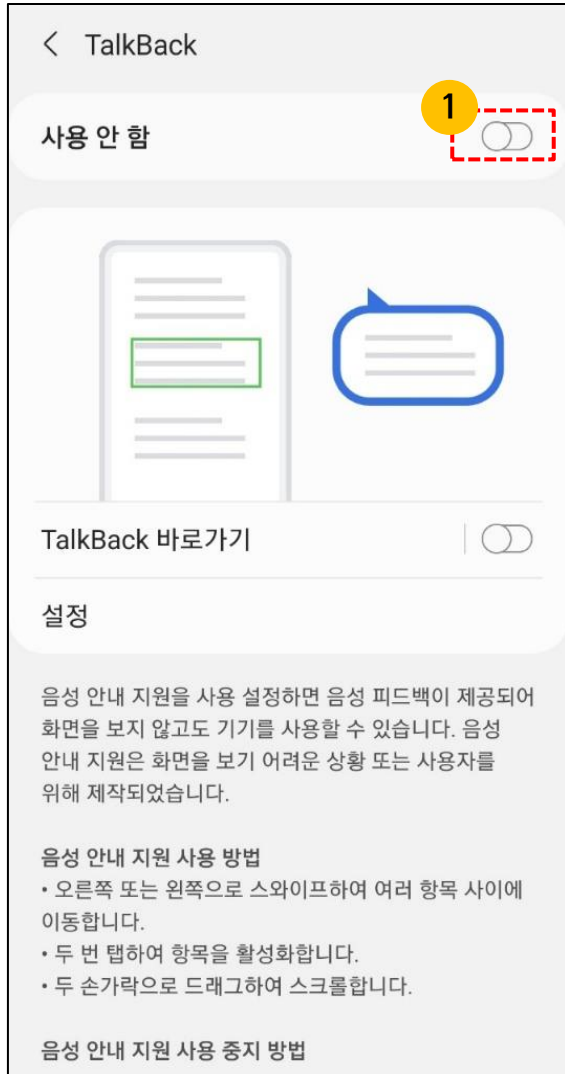 TalkBack
1
사용 안 함
TalkBack 바로가기
설정
음성 안내 지원을 사용 설정하면 음성 피드백이 제공되어
화면을 보지 않고도 기기를 사용할 수 있습니다. 음성
안내 지원은 화면을 보기 어려운 상황 또는 사용자를
위해 제작되었습니다.
음성 안내 지원 사용 방법
• 오른쪽 또는 왼쪽으로 스와이프하여 여러 항목 사이에
이동합니다.
• 두 번 탭하여 항목을 활성화합니다.
• 두 손가락으로 드래그하여 스크롤합니다.
음성 안내 지원 사용 중지 방법